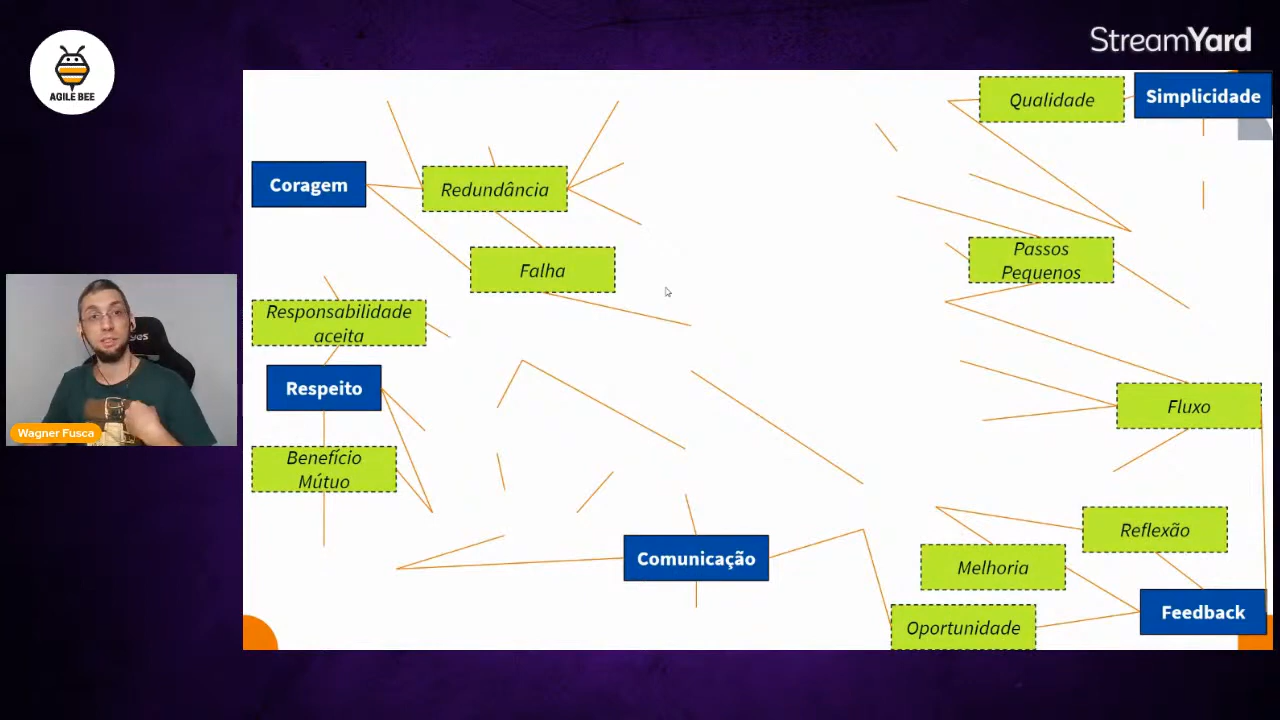 AGILE BEE
StreamYard
Qualidade
Simplicidade
Coragem
Redundância
Passos
Pequenos
Falha
Responsabilidade
aceita
Respeito
Fluxo
Wagner Fusca
Benefício
Mútuo
Reflexão
Comunicação
Melhoria
Feedback
Oportunidade